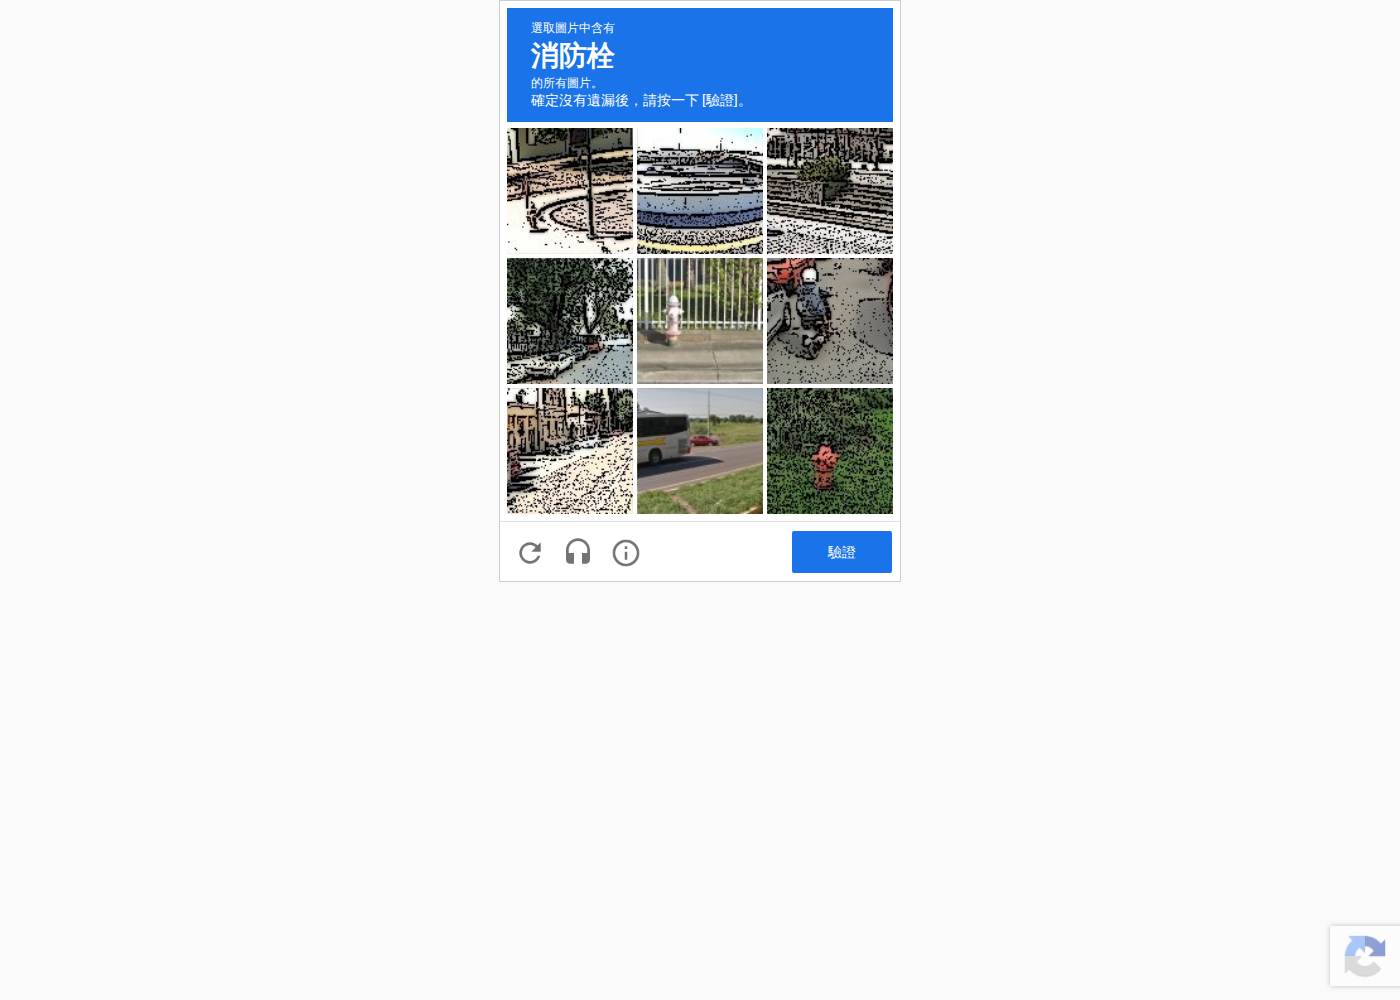 選取圖片中含有
消防栓
的所有圖片。
確定沒有遺漏後，請按一下 [驗證]。
驗證